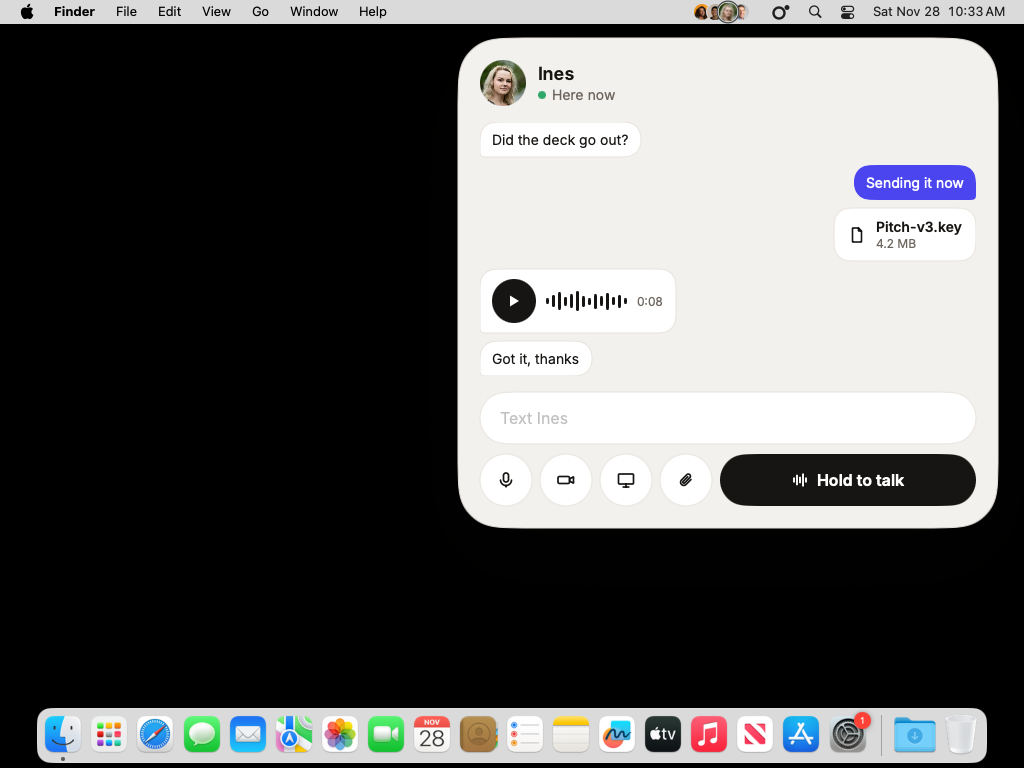 Finder File Edit View Go Window Help Sat Nov 28 10:33 AM
Ines
Here now
Did the deck go out?
Sending it now
Pitch-v3.key
4.2 MB
0:08
Got it, thanks
Text Ines
Hold to talk
NOV
28
tv
1